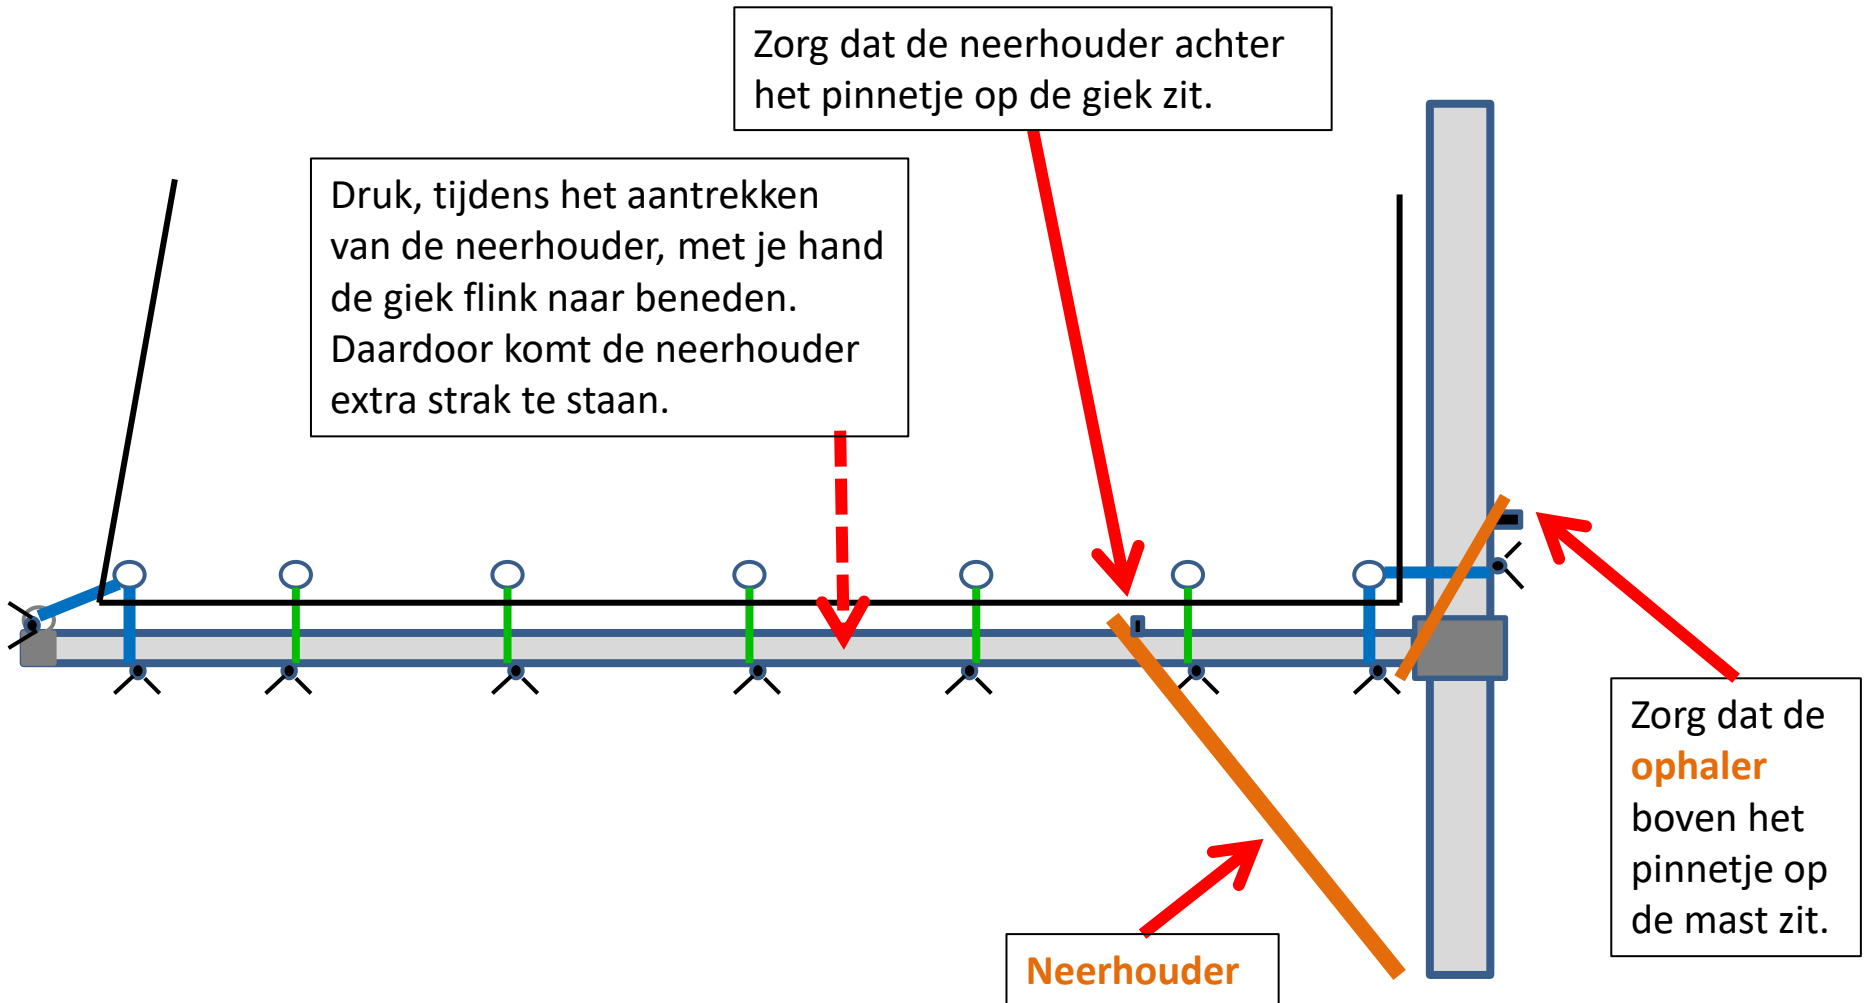 Zorg dat de neerhouder achter
het pinnetje op de giek zit.
Druk, tijdens het aantrekken
van de neerhouder, met je hand
de giek flink naar beneden.
Daardoor komt de neerhouder
extra strak te staan.
Zorg dat de
ophaler
boven het
pinnetje op
de mast zit.
Neerhouder